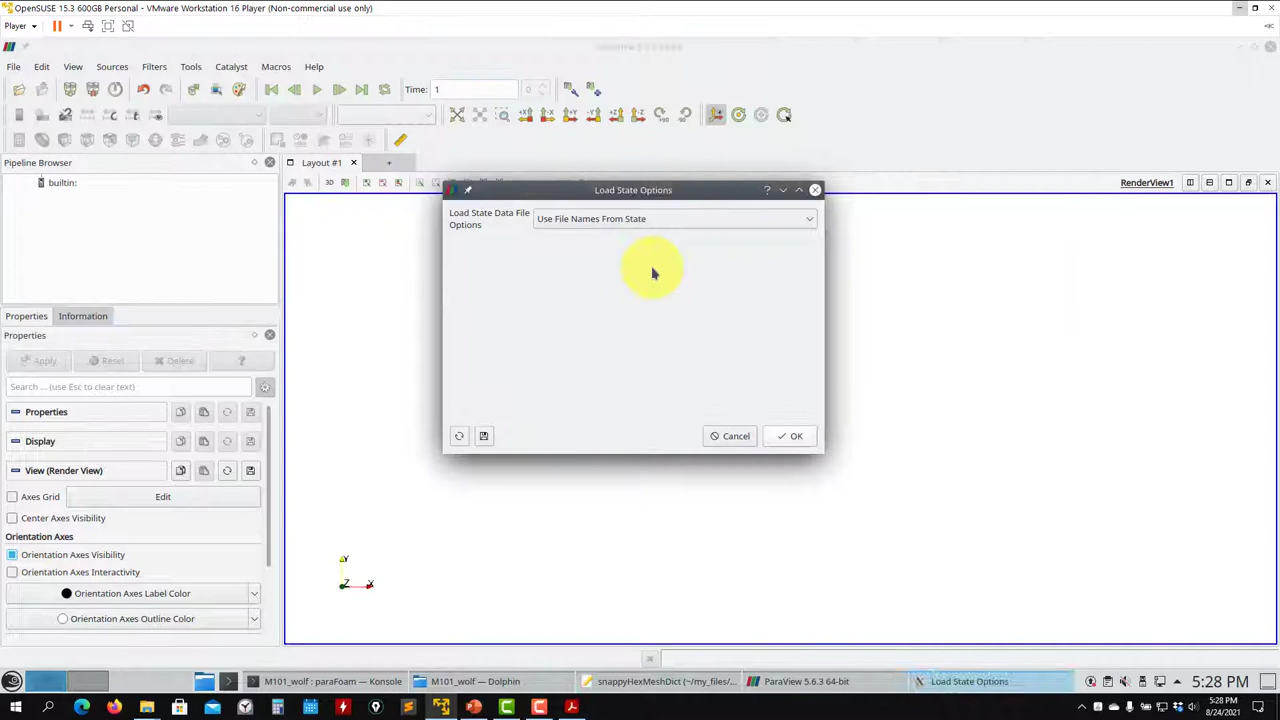 OpenSUSE 15.3 600GB Personal - VMware Workstation 16 Player (Non-commercial use only)
Player
File Edit View Sources Filters Tools Catalyst Macros Help
Time: 1 0
+X -X +Y -Y +Z -Z
Pipeline Browser
Layout #1 +
builtin:
3D
RenderView1
Load State Options
Load State Data File
Options
Use File Names From State
Cancel OK
Properties Information
Properties
Apply Reset Delete ?
Search ... (use Esc to clear text)
Properties
Display
View (Render View)
Axes Grid Edit
Center Axes Visibility
Orientation Axes
Orientation Axes Visibility
Orientation Axes Interactivity
Orientation Axes Label Color
Orientation Axes Outline Color
Y
Z X
M101_wolf : paraFoam — Konsole
M101_wolf — Dolphin
snappyHexMeshDict (~/my_files/...
ParaView 5.6.3 64-bit
Load State Options
5:28 PM
5:28 PM
8/24/2021